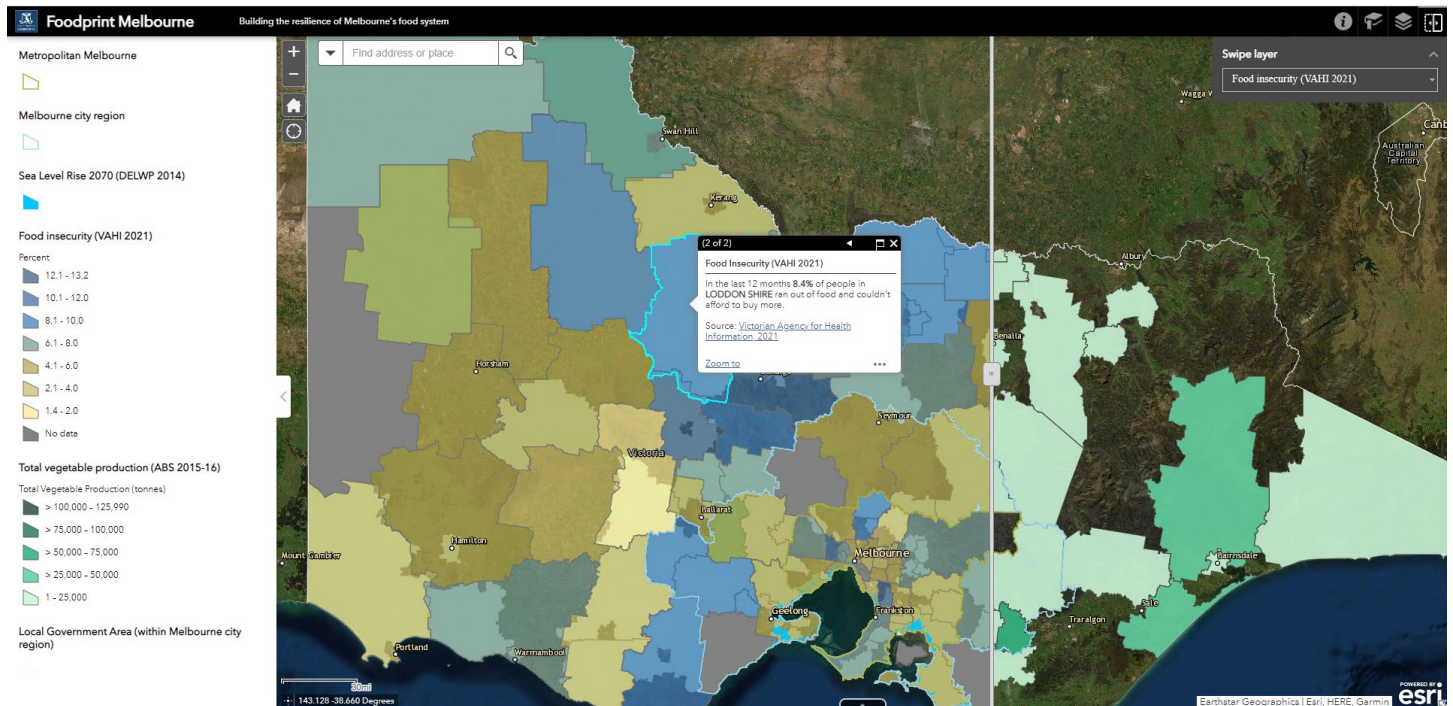 Foodprint Melbourne
Building the resilience of Melbourne's food system
Metropolitan Melbourne
Melbourne city region
Sea Level Rise 2070 (DELWP 2014)
Food insecurity (VAHI 2021)
Percent
12.1 - 13.2
10.1 - 12.0
8.1 - 10.0
6.1 - 8.0
4.1 - 6.0
2.1 - 4.0
1.4 - 2.0
No data
Total vegetable production (ABS 2015-16)
Total Vegetable Production (tonnes)
> 100,000 - 125,990
> 75,000 - 100,000
> 50,000 - 75,000
> 25,000 - 50,000
1 - 25,000
Local Government Area (within Melbourne city
region)
Find address or place
Swipe layer
Food insecurity (VAHI 2021)
Wagga
Swan Hill
Australian
Capital
Territory
Kerang
(2 of 2)
Food Insecurity (VAHI 2021)
In the last 12 months 8.4% of people in
LODDON SHIRE ran out of food and couldn't
afford to buy more.
Source: Victorian Agency for Health
Information, 2021
Zoom to
Albury
Benalla
Horsham
Seymour
Victoria
Ballarat
Hamilton
Melbourne
Mount Gambier
Bairnsdale
Geelong
Frankston
Sale
Traralgon
Portland
Warrnambool
30mi
143.128 -38.660 Degrees
Earthstar Geographics | Esri, HERE, Garmin
POWERED BY
esri